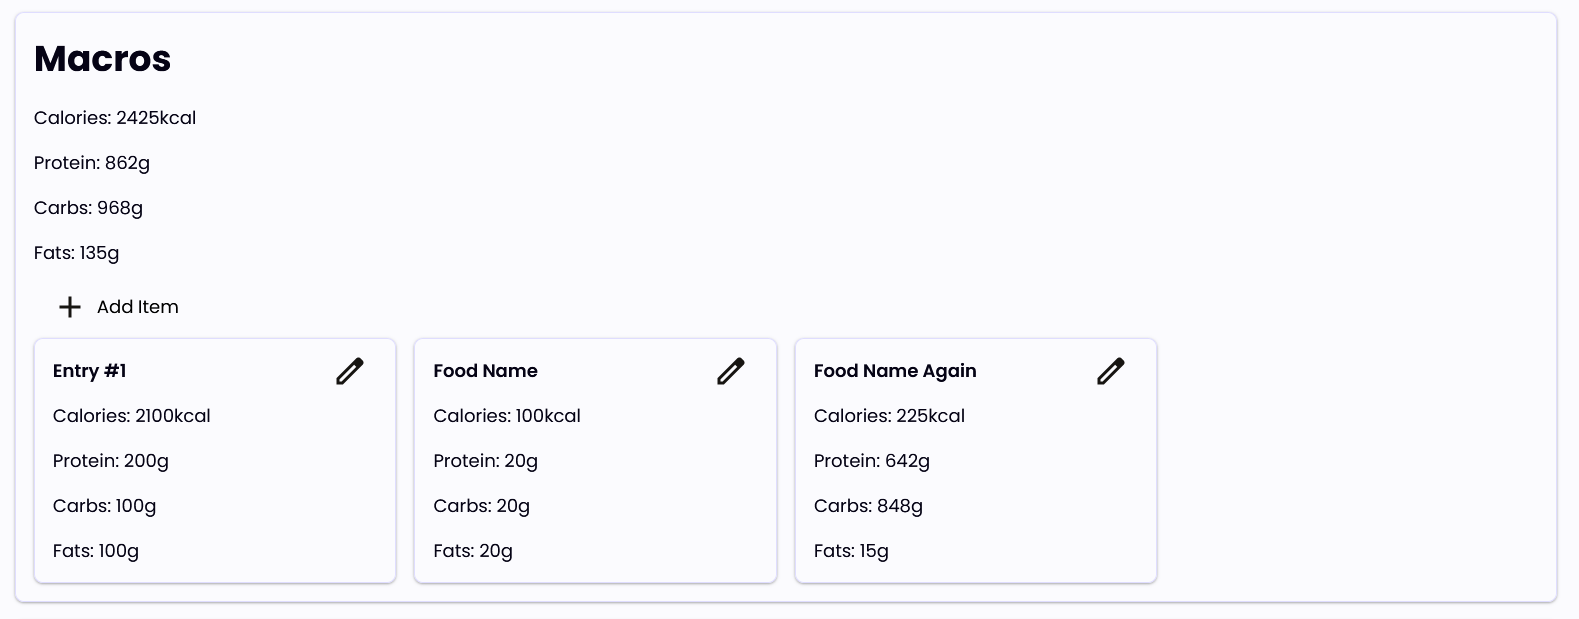 Macros
Calories: 2425kcal
Protein: 862g
Carbs: 968g
Fats: 135g
Add Item
Entry #1
Calories: 2100kcal
Protein: 200g
Carbs: 100g
Fats: 100g
Food Name
Calories: 100kcal
Protein: 20g
Carbs: 20g
Fats: 20g
Food Name Again
Calories: 225kcal
Protein: 642g
Carbs: 848g
Fats: 15g